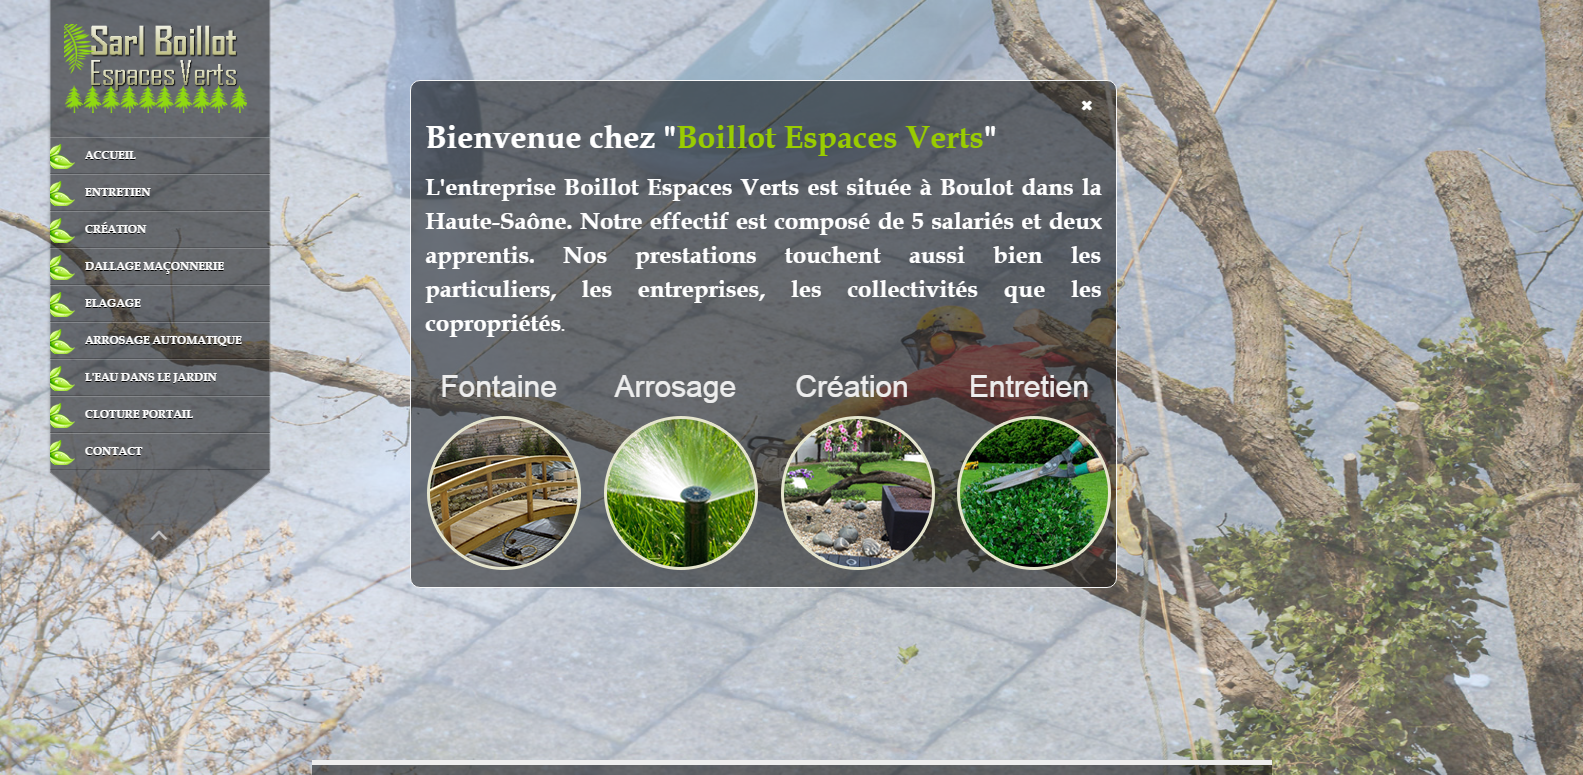 Sarl Boillot
Espaces Verts
ACCUEIL
ENTRETIEN
CRÉATION
DALLAGE MAÇONNERIE
ELAGAGE
ARROSAGE AUTOMATIQUE
L'EAU DANS LE JARDIN
CLOTURE PORTAIL
CONTACT
Bienvenue chez "Boillot Espaces Verts"
L'entreprise Boillot Espaces Verts est située à Boulot dans la
Haute-Saône. Notre effectif est composé de 5 salariés et deux
apprentis. Nos prestations touchent aussi bien les
particuliers, les entreprises, les collectivités que les
copropriétés.
Fontaine Arrosage Création Entretien